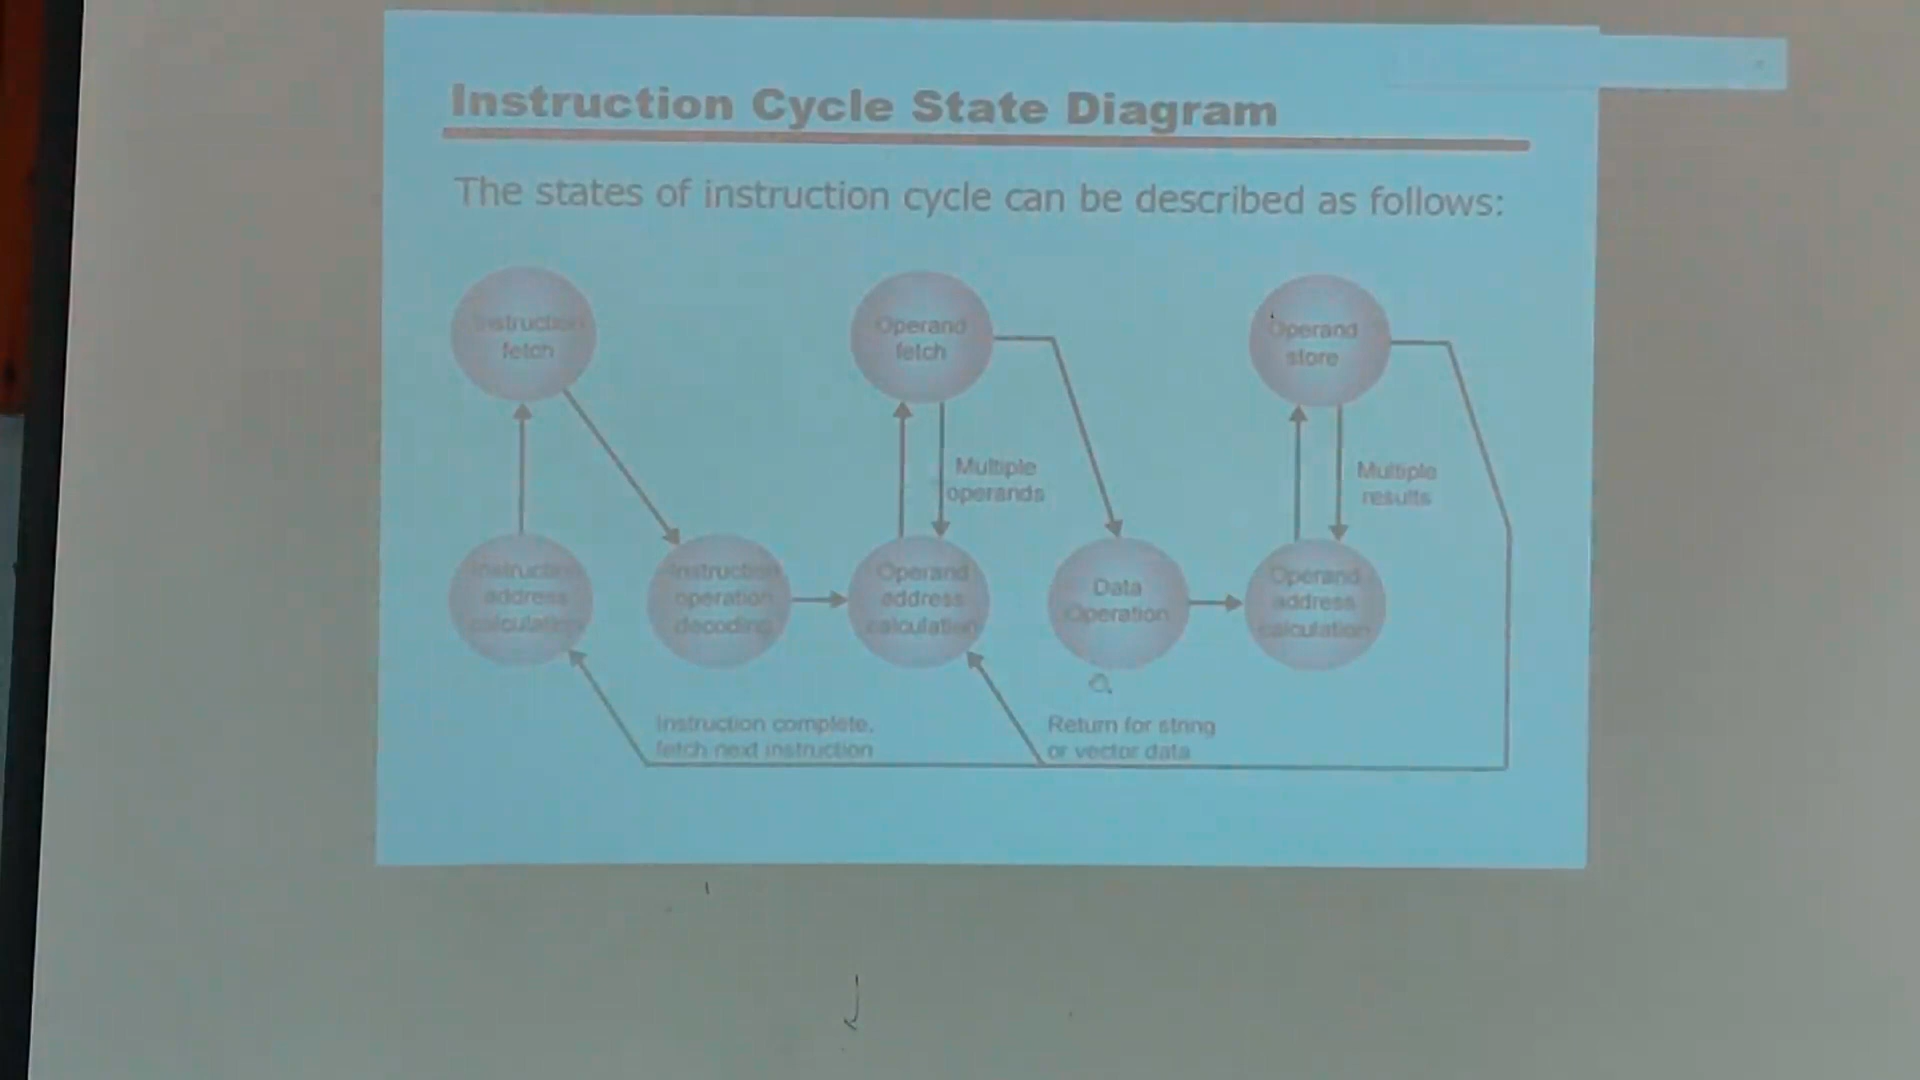 Instruction Cycle State Diagram
The states of instruction cycle can be described as follows:
Instruction
fetch
Operand
fetch
Operand
store
Multiple
operands
Multiple
results
Instruction
address
calculation
Instruction
operation
decoding
Operand
address
calculation
Data
Operation
Operand
address
calculation
Instruction complete,
fetch next instruction
Return for string
or vector data